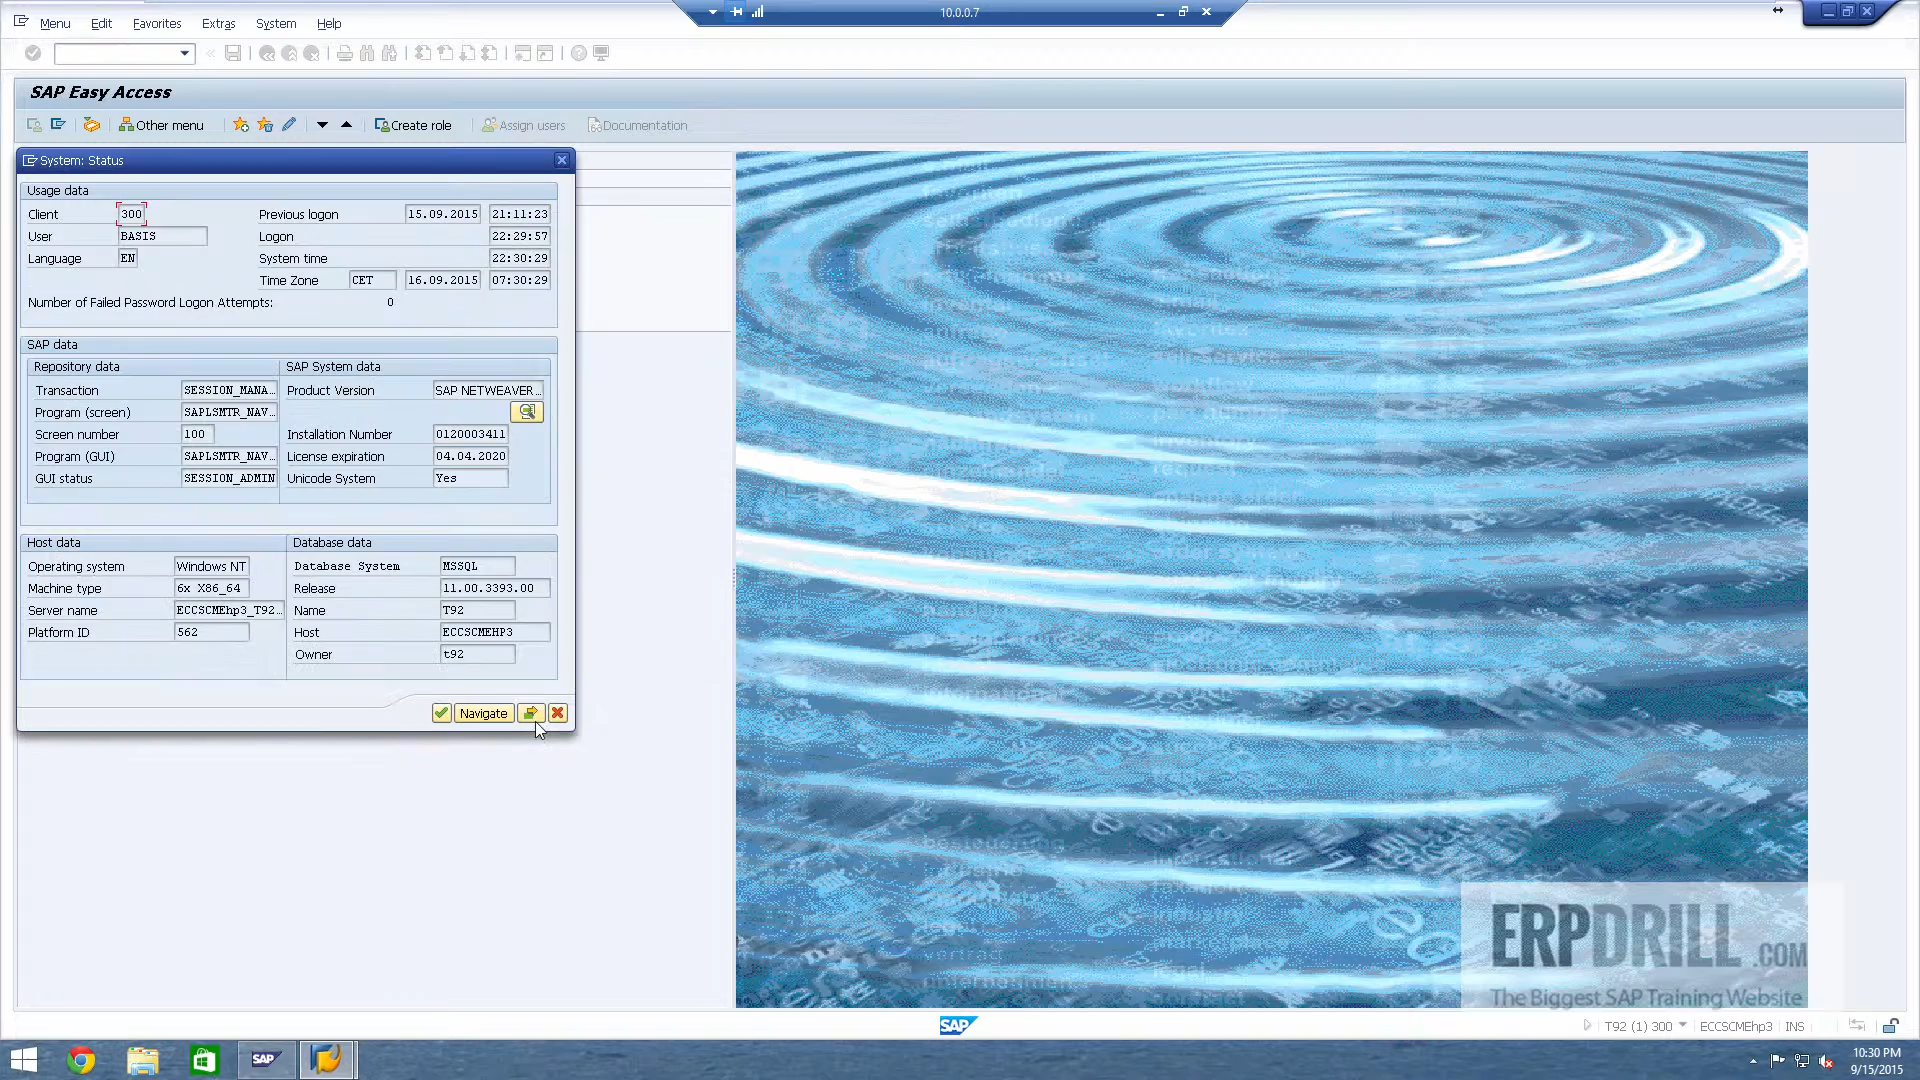 10.0.0.7
Menu Edit Favorites Extras System Help
SAP Easy Access
Other menu Create role Assign users Documentation
System: Status
Usage data
Client 300 Previous logon 15.09.2015 21:11:23
User BASIS Logon 22:29:57
Language EN System time 22:30:29
Time Zone CET 16.09.2015 07:30:29
Number of Failed Password Logon Attempts: 0
SAP data
Repository data SAP System data
Transaction SESSION_MANA... Product Version SAP NETWEAVER...
Program (screen) SAPLSMTR_NAV...
Screen number 100 Installation Number 0120003411
Program (GUI) SAPLSMTR_NAV... License expiration 04.04.2020
GUI status SESSION_ADMIN Unicode System Yes
Host data Database data
Operating system Windows NT Database System MSSQL
Machine type 6x X86_64 Release 11.00.3393.00
Server name ECCSCMEhp3_T92... Name T92
Platform ID 562 Host ECCSCMEHP3
Owner t92
Navigate
ERPDRILL.COM
The Biggest SAP Training Website
SAP
T92 (1) 300 ECCSCMEhp3 INS
SAP
10:30 PM
9/15/2015